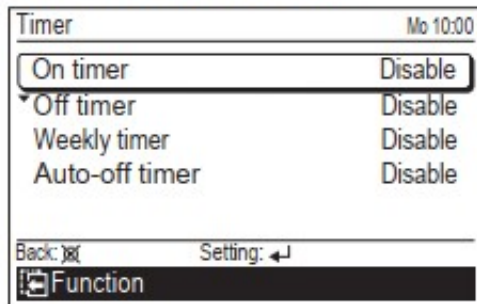 Timer Mo 10:00
On timer Disable
Off timer Disable
Weekly timer Disable
Auto-off timer Disable
Back: Setting:
Function